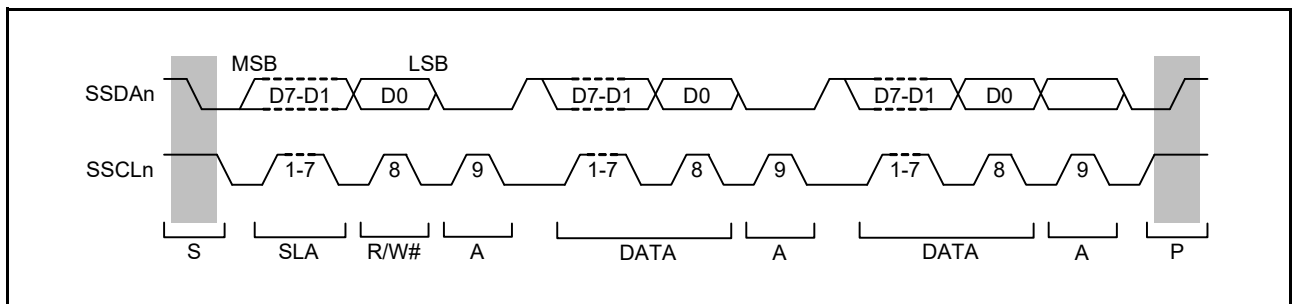 MSB LSB
SSDAn D7-D1 D0 D7-D1 D0 D7-D1 D0
SSCLn 1-7 8 9 1-7 8 9 1-7 8 9
S SLA R/W# A DATA A DATA A P